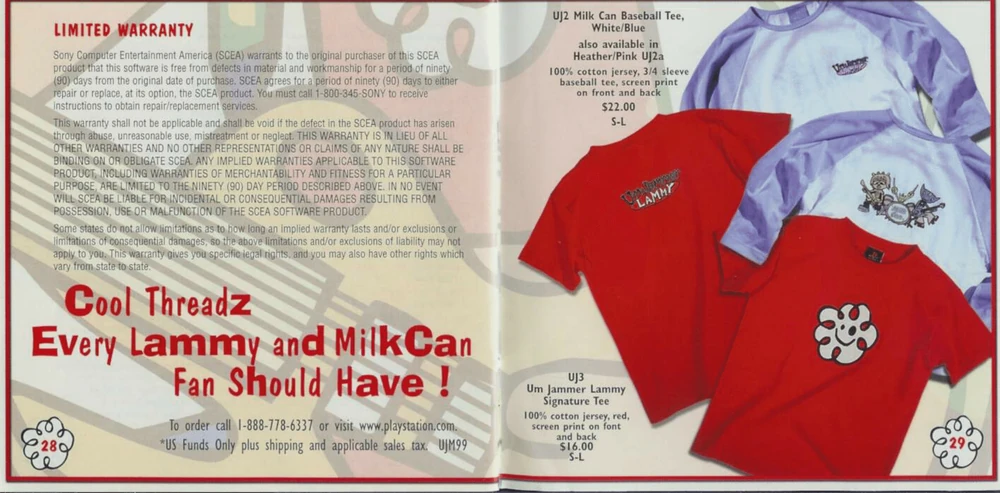 LIMITED WARRANTY
Sony Computer Entertainment America (SCEA) warrants to the original purchaser of this SCEA
product that this software is free from defects in material and workmanship for a period of ninety
(90) days from the original date of purchase. SCEA agrees for a period of ninety (90) days to either
repair or replace, at its option, the SCEA product. You must call 1-800-345-SONY to receive
instructions to obtain repair/replacement services.
This warranty shall not be applicable and shall be void if the defect in the SCEA product has arisen
through abuse, unreasonable use, mistreatment or neglect. THIS WARRANTY IS IN LIEU OF ALL
OTHER WARRANTIES AND NO OTHER REPRESENTATIONS OR CLAIMS OF ANY NATURE SHALL BE
BINDING ON OR OBLIGATE SCEA. ANY IMPLIED WARRANTIES APPLICABLE TO THIS SOFTWARE
PRODUCT, INCLUDING WARRANTIES OF MERCHANTABILITY AND FITNESS FOR A PARTICULAR
PURPOSE, ARE LIMITED TO THE NINETY (90) DAY PERIOD DESCRIBED ABOVE. IN NO EVENT
WILL SCEA BE LIABLE FOR INCIDENTAL OR CONSEQUENTIAL DAMAGES RESULTING FROM
POSSESSION, USE OR MALFUNCTION OF THE SCEA SOFTWARE PRODUCT.
Some states do not allow limitations as to how long an implied warranty lasts and/or exclusions or
limitations of consequential damages, so the above limitations and/or exclusions of liability may not
apply to you. This warranty gives you specific legal rights, and you may also have other rights which
vary from state to state.
Cool Threadz
Every Lammy and MilkCan
Fan Should Have !
To order call 1-888-778-6337 or visit www.playstation.com.
*US Funds Only plus shipping and applicable sales tax. UJM99
28
UJ2 Milk Can Baseball Tee,
White/Blue
also available in
Heather/Pink UJ2a
100% cotton jersey, 3/4 sleeve
baseball tee, screen print
on front and back
$22.00
S-L
UmJammer
LAMMY
UmJammer
LAMMY
UJ3
Um Jammer Lammy
Signature Tee
100% cotton jersey, red,
screen print on font
and back
$16.00
S-L
29